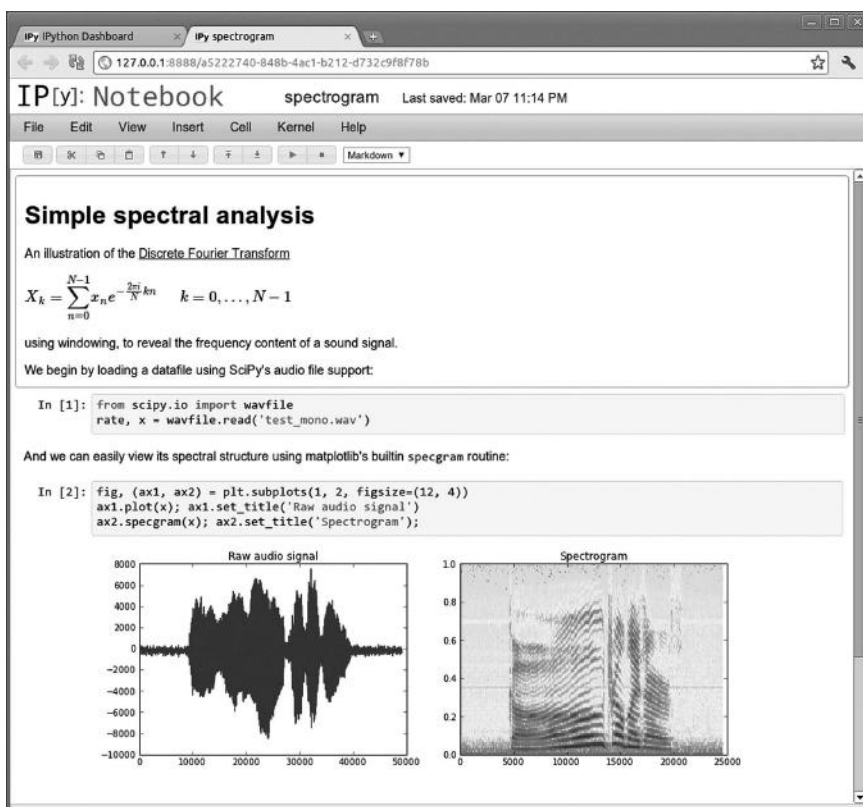 IPy IPython Dashboard
IPy spectrogram
127.0.0.1:8888/a5222740-848b-4ac1-b212-d732c9f8f78b
IP[y]: Notebook
spectrogram
Last saved: Mar 07 11:14 PM
File Edit View Insert Cell Kernel Help
Markdown
Simple spectral analysis
An illustration of the Discrete Fourier Transform
X_k = \sum_{n=0}^{N-1} x_n e^{-\frac{2\pi i}{N} kn} k = 0, . . . , N − 1
using windowing, to reveal the frequency content of a sound signal.
We begin by loading a datafile using SciPy's audio file support:
In [1]: from scipy.io import wavfile
rate, x = wavfile.read('test_mono.wav')
And we can easily view its spectral structure using matplotlib's builtin specgram routine:
In [2]: fig, (ax1, ax2) = plt.subplots(1, 2, figsize=(12, 4))
ax1.plot(x); ax1.set_title('Raw audio signal')
ax2.specgram(x); ax2.set_title('Spectrogram');
Raw audio signal
8000
6000
4000
2000
0
−2000
−4000
−6000
−8000
−10000
0 10000 20000 30000 40000 50000
Spectrogram
1.0
0.8
0.6
0.4
0.2
0.0
0 5000 10000 15000 20000 25000